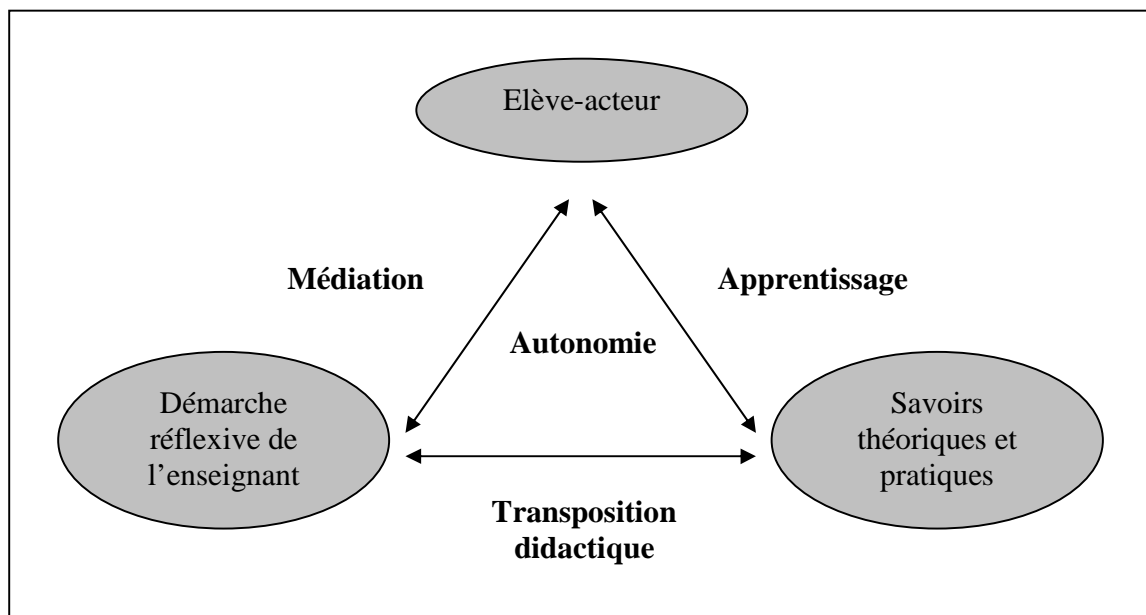 Elève-acteur
Médiation
Apprentissage
Autonomie
Démarche
réflexive de
l’enseignant
Savoirs
théoriques et
pratiques
Transposition
didactique